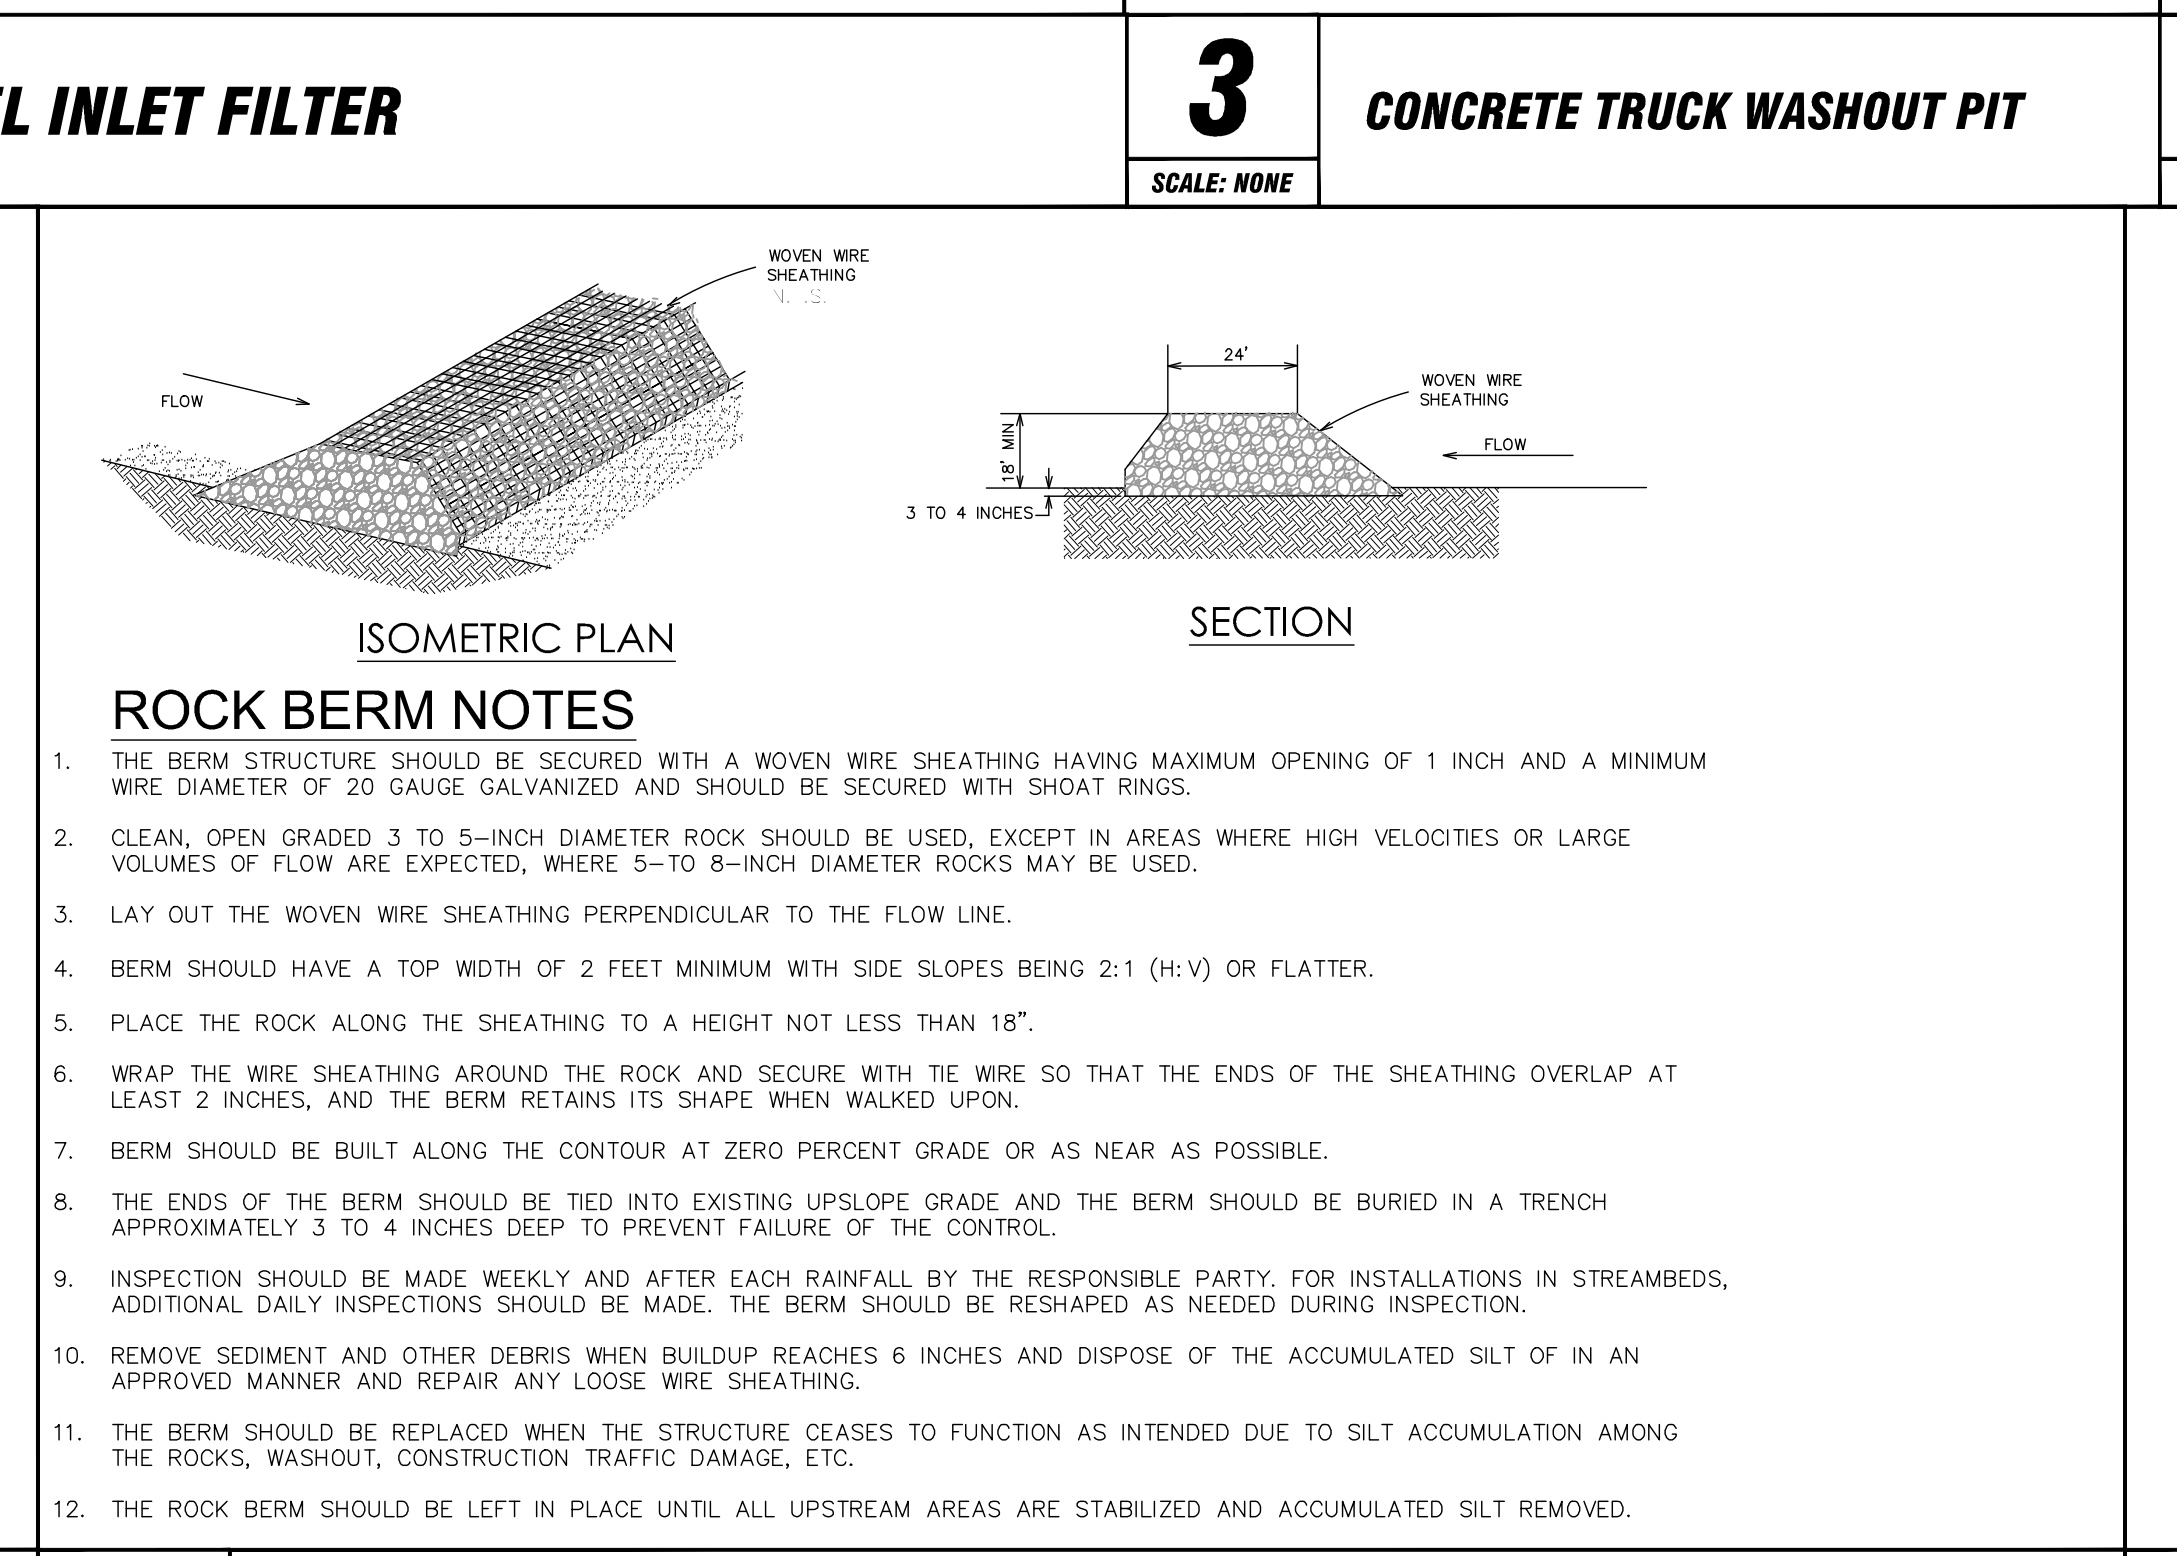 L INLET FILTER
3
SCALE: NONE
CONCRETE TRUCK WASHOUT PIT
WOVEN WIRE
SHEATHING
FLOW
ISOMETRIC PLAN
24'
WOVEN WIRE
SHEATHING
FLOW
18' MIN
3 TO 4 INCHES
SECTION
ROCK BERM NOTES
1. THE BERM STRUCTURE SHOULD BE SECURED WITH A WOVEN WIRE SHEATHING HAVING MAXIMUM OPENING OF 1 INCH AND A MINIMUM
WIRE DIAMETER OF 20 GAUGE GALVANIZED AND SHOULD BE SECURED WITH SHOAT RINGS.
2. CLEAN, OPEN GRADED 3 TO 5-INCH DIAMETER ROCK SHOULD BE USED, EXCEPT IN AREAS WHERE HIGH VELOCITIES OR LARGE
VOLUMES OF FLOW ARE EXPECTED, WHERE 5-TO 8-INCH DIAMETER ROCKS MAY BE USED.
3. LAY OUT THE WOVEN WIRE SHEATHING PERPENDICULAR TO THE FLOW LINE.
4. BERM SHOULD HAVE A TOP WIDTH OF 2 FEET MINIMUM WITH SIDE SLOPES BEING 2:1 (H:V) OR FLATTER.
5. PLACE THE ROCK ALONG THE SHEATHING TO A HEIGHT NOT LESS THAN 18".
6. WRAP THE WIRE SHEATHING AROUND THE ROCK AND SECURE WITH TIE WIRE SO THAT THE ENDS OF THE SHEATHING OVERLAP AT
LEAST 2 INCHES, AND THE BERM RETAINS ITS SHAPE WHEN WALKED UPON.
7. BERM SHOULD BE BUILT ALONG THE CONTOUR AT ZERO PERCENT GRADE OR AS NEAR AS POSSIBLE.
8. THE ENDS OF THE BERM SHOULD BE TIED INTO EXISTING UPSLOPE GRADE AND THE BERM SHOULD BE BURIED IN A TRENCH
APPROXIMATELY 3 TO 4 INCHES DEEP TO PREVENT FAILURE OF THE CONTROL.
9. INSPECTION SHOULD BE MADE WEEKLY AND AFTER EACH RAINFALL BY THE RESPONSIBLE PARTY. FOR INSTALLATIONS IN STREAMBEDS,
ADDITIONAL DAILY INSPECTIONS SHOULD BE MADE. THE BERM SHOULD BE RESHAPED AS NEEDED DURING INSPECTION.
10. REMOVE SEDIMENT AND OTHER DEBRIS WHEN BUILDUP REACHES 6 INCHES AND DISPOSE OF THE ACCUMULATED SILT OF IN AN
APPROVED MANNER AND REPAIR ANY LOOSE WIRE SHEATHING.
11. THE BERM SHOULD BE REPLACED WHEN THE STRUCTURE CEASES TO FUNCTION AS INTENDED DUE TO SILT ACCUMULATION AMONG
THE ROCKS, WASHOUT, CONSTRUCTION TRAFFIC DAMAGE, ETC.
12. THE ROCK BERM SHOULD BE LEFT IN PLACE UNTIL ALL UPSTREAM AREAS ARE STABILIZED AND ACCUMULATED SILT REMOVED.